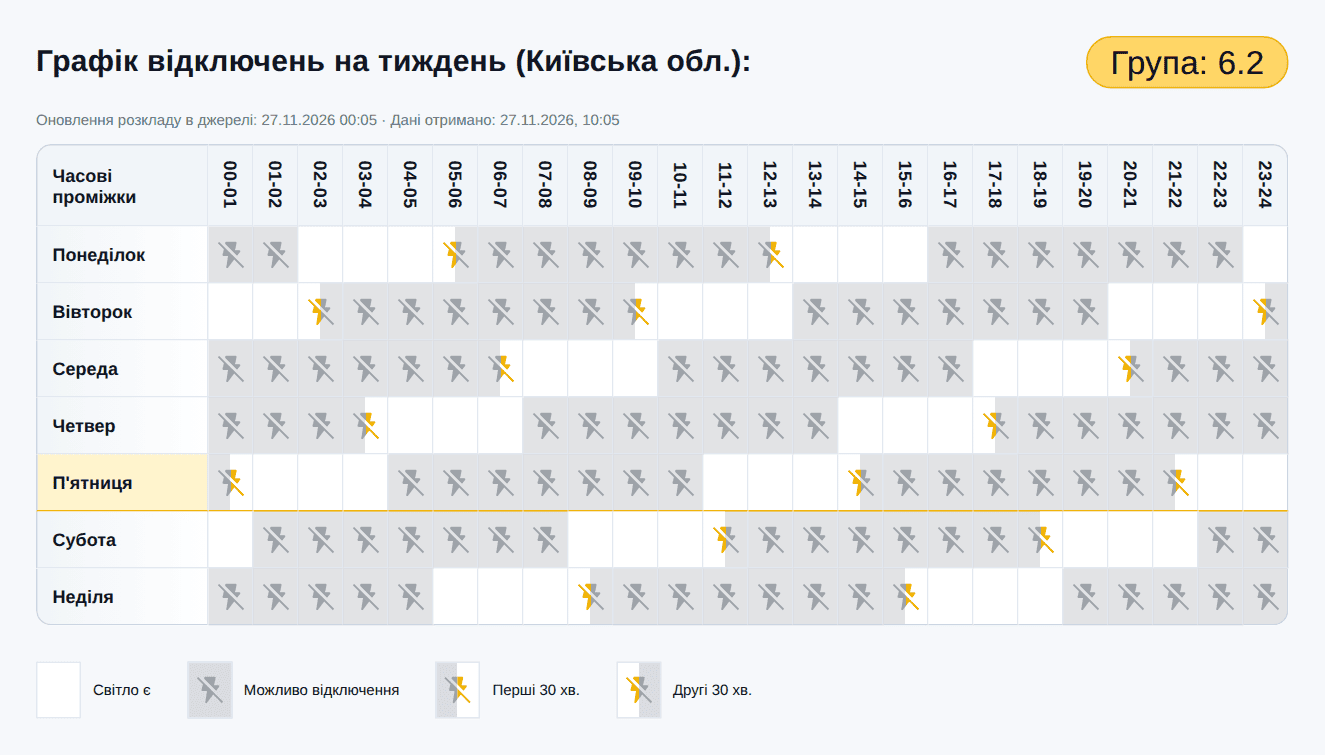 Графік відключень на тиждень (Київська обл.):
Група: 6.2
Оновлення розкладу в джерелі: 27.11.2026 00:05 · Дані отримано: 27.11.2026, 10:05
Часові
проміжки
00-01 01-02 02-03 03-04 04-05 05-06 06-07 07-08 08-09 09-10 10-11 11-12 12-13 13-14 14-15 15-16 16-17 17-18 18-19 19-20 20-21 21-22 22-23 23-24
Понеділок
Вівторок
Середа
Четвер
П'ятниця
Субота
Неділя
Світло є Можливо відключення Перші 30 хв. Другі 30 хв.